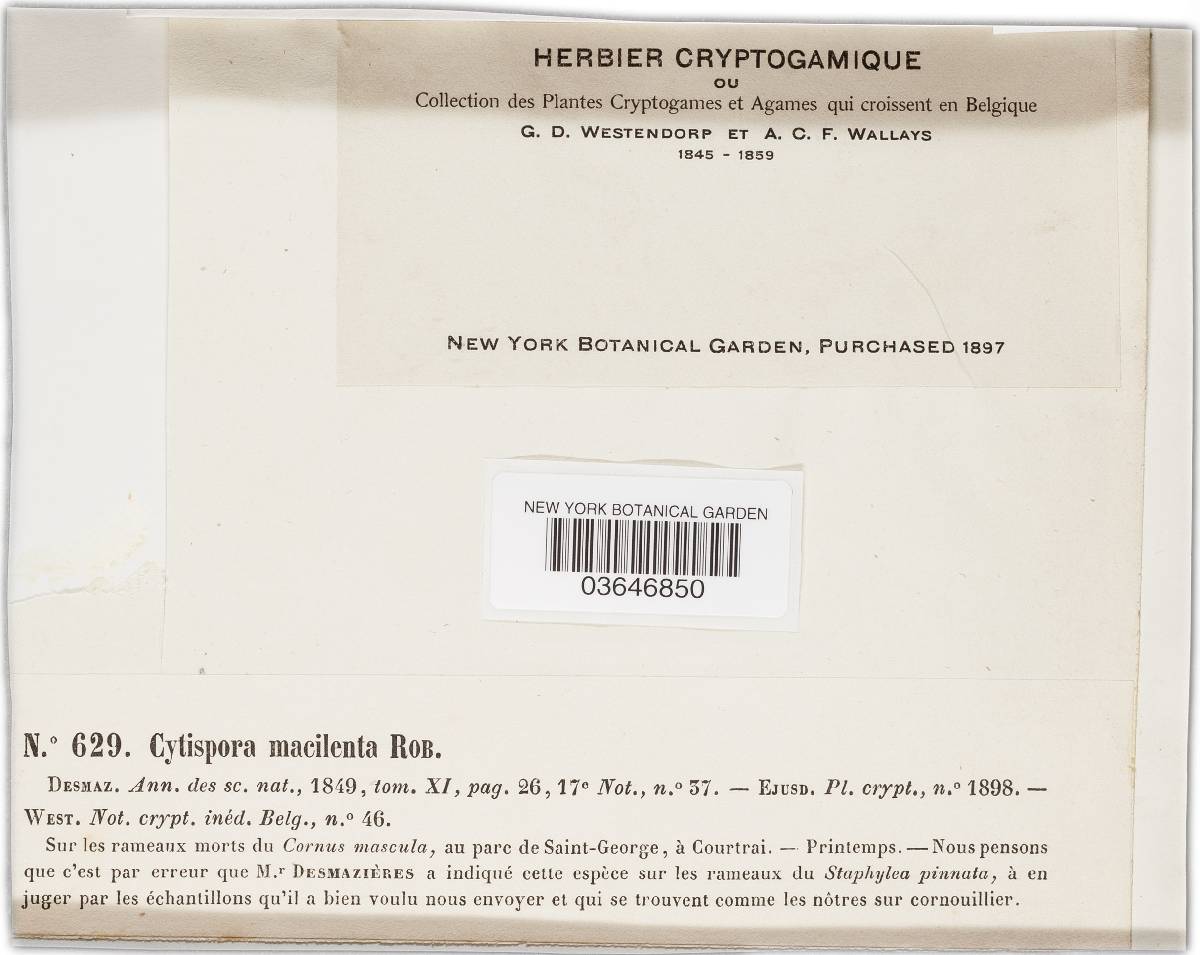 HERBIER CRYPTOGAMIQUE
OU
Collection des Plantes Cryptogames et Agames qui croissent en Belgique
G. D. WESTENDORP ET A. C. F. WALLAYS
1845 - 1859
NEW YORK BOTANICAL GARDEN, PURCHASED 1897
NEW YORK BOTANICAL GARDEN
03646850
N.° 629. Cytispora macilenta ROB.
DESMAZ. Ann. des sc. nat., 1849, tom. XI, pag. 26, 17e Not., n.° 37. — EJUSD. Pl. crypt., n.° 1898. —
WEST. Not. crypt. inéd. Belg., n.° 46.
Sur les rameaux morts du Cornus mascula, au parc de Saint-George, à Courtrai. — Printemps. — Nous pensons
que c'est par erreur que M.r DESMAZIÈRES a indiqué cette espèce sur les rameaux du Staphylea pinnata, à en
juger par les échantillons qu'il a bien voulu nous envoyer et qui se trouvent comme les nôtres sur cornouillier.